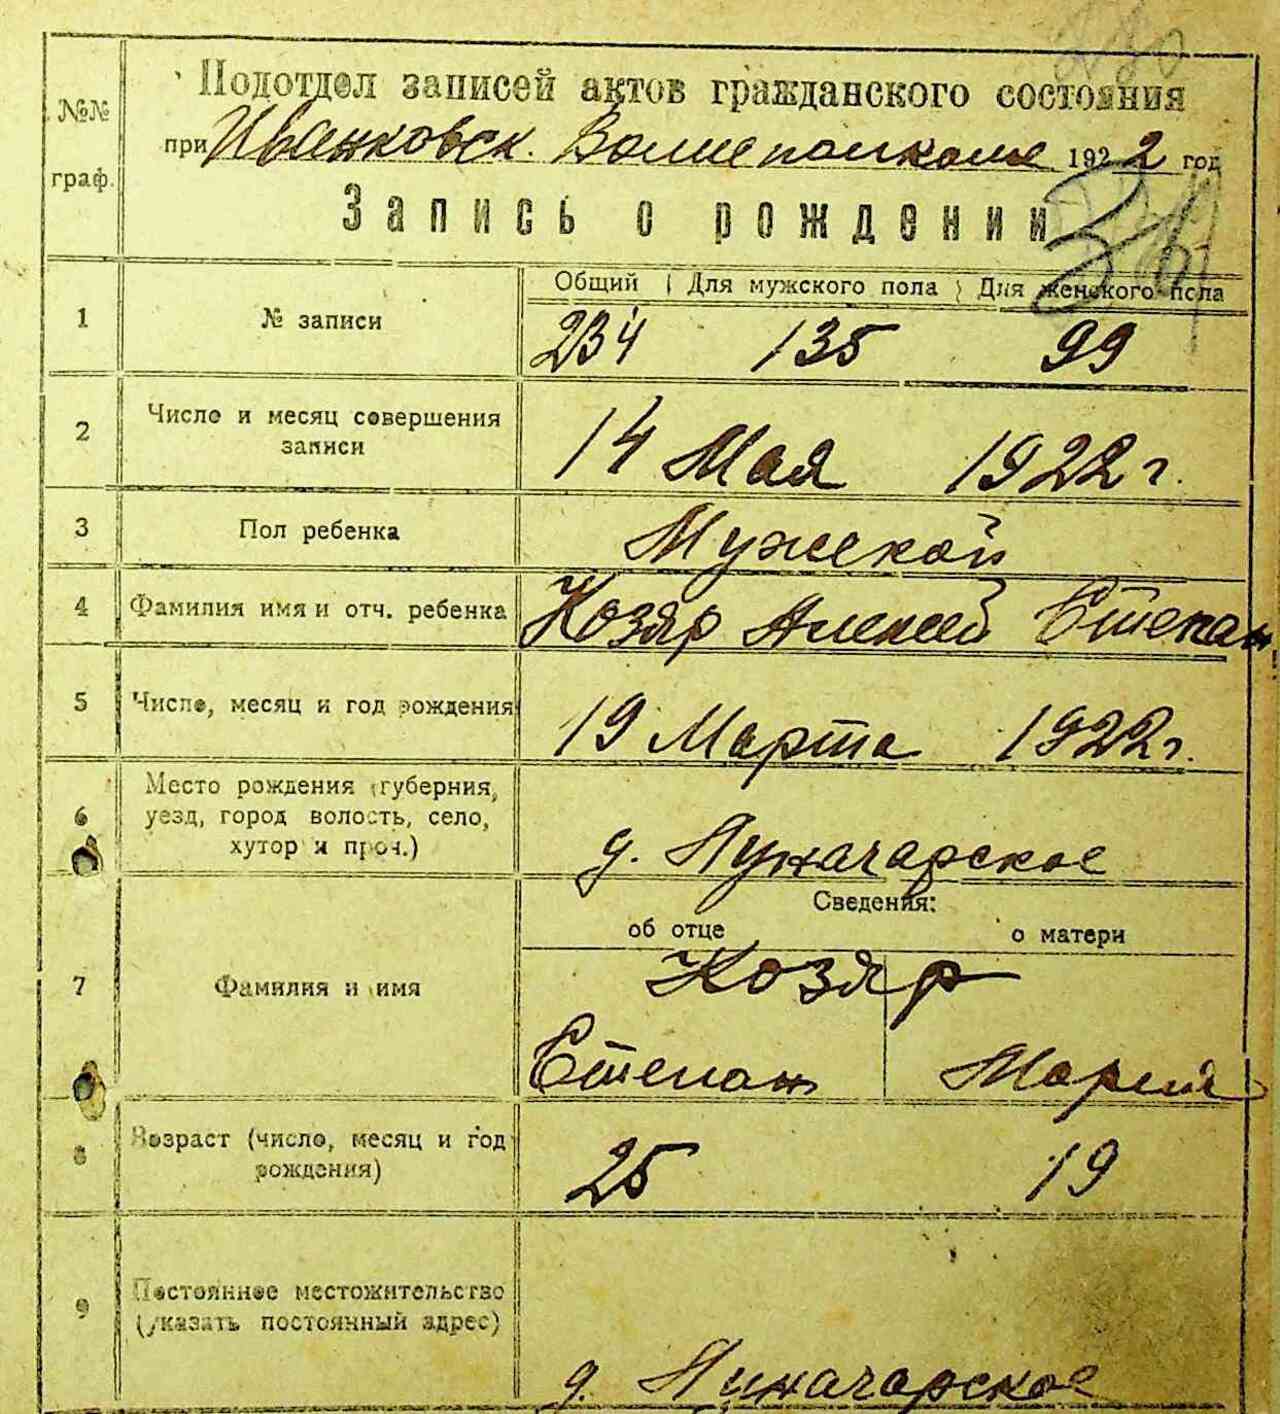 №№ граф.
Подотдел записей актов гражданского состояния
при Иванковск. Волисполкоме 1922 год
Запись о рождении
Общий Для мужского пола Для женского пола
1 № записи 234 135 99
2 Число и месяц совершения записи 14 Мая 1922 г.
3 Пол ребенка Мужской
4 Фамилия имя и отч. ребенка Козяр Алексей Степан
5 Число, месяц и год рождения 19 Марта 1922 г.
6 Место рождения (губерния,
уезд, город волость, село,
хутор и проч.) д. Луначарское
Сведения:
об отце о матери
7 Фамилия и имя Козяр
Степан Мария
8 Возраст (число, месяц и год
рождения) 25 19
9 Постоянное местожительство
(указать постоянный адрес)
д. Луначарское